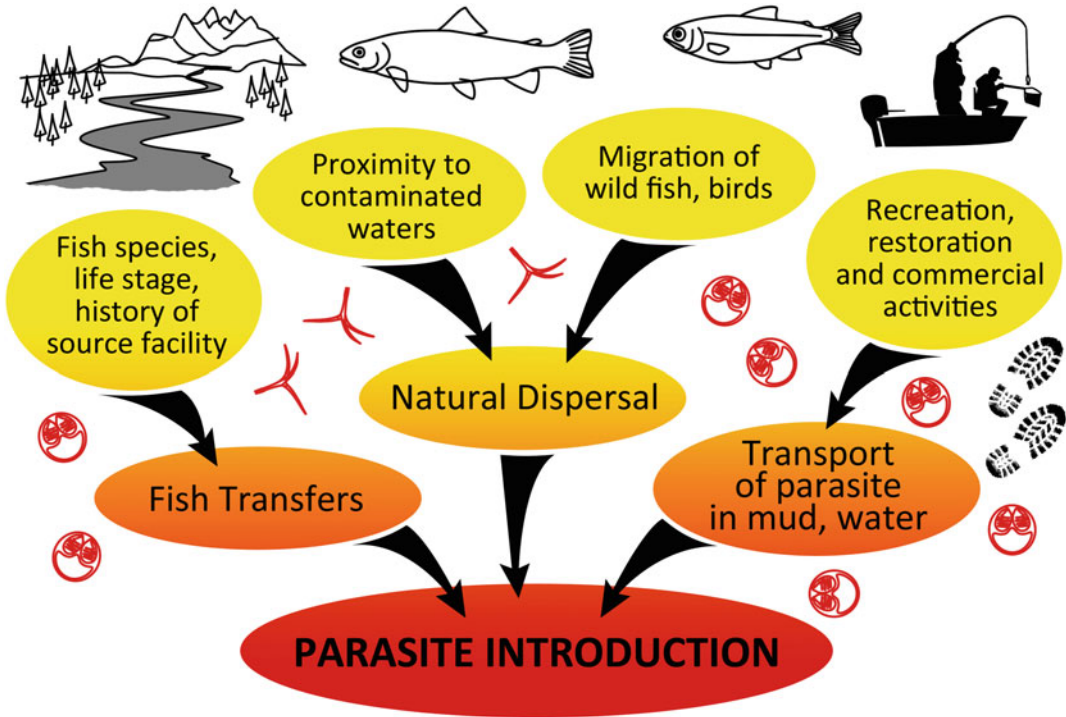 Proximity to
contaminated
waters
Migration of
wild fish, birds
Fish species,
life stage,
history of
source facility
Recreation,
restoration
and commercial
activities
Natural Dispersal
Fish Transfers
Transport
of parasite
in mud, water
PARASITE INTRODUCTION